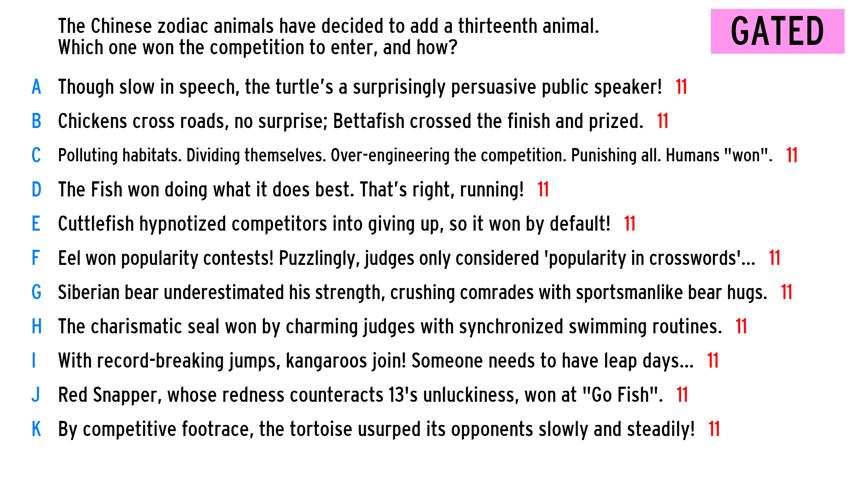 The Chinese zodiac animals have decided to add a thirteenth animal.
Which one won the competition to enter, and how?
GATED
A Though slow in speech, the turtle's a surprisingly persuasive public speaker! 11
B Chickens cross roads, no surprise; Bettafish crossed the finish and prized. 11
C Polluting habitats. Dividing themselves. Over-engineering the competition. Punishing all. Humans "won". 11
D The Fish won doing what it does best. That's right, running! 11
E Cuttlefish hypnotized competitors into giving up, so it won by default! 11
F Eel won popularity contests! Puzzlingly, judges only considered 'popularity in crosswords'... 11
G Siberian bear underestimated his strength, crushing comrades with sportsmanlike bear hugs. 11
H The charismatic seal won by charming judges with synchronized swimming routines. 11
I With record-breaking jumps, kangaroos join! Someone needs to have leap days... 11
J Red Snapper, whose redness counteracts 13's unluckiness, won at "Go Fish". 11
K By competitive footrace, the tortoise usurped its opponents slowly and steadily! 11